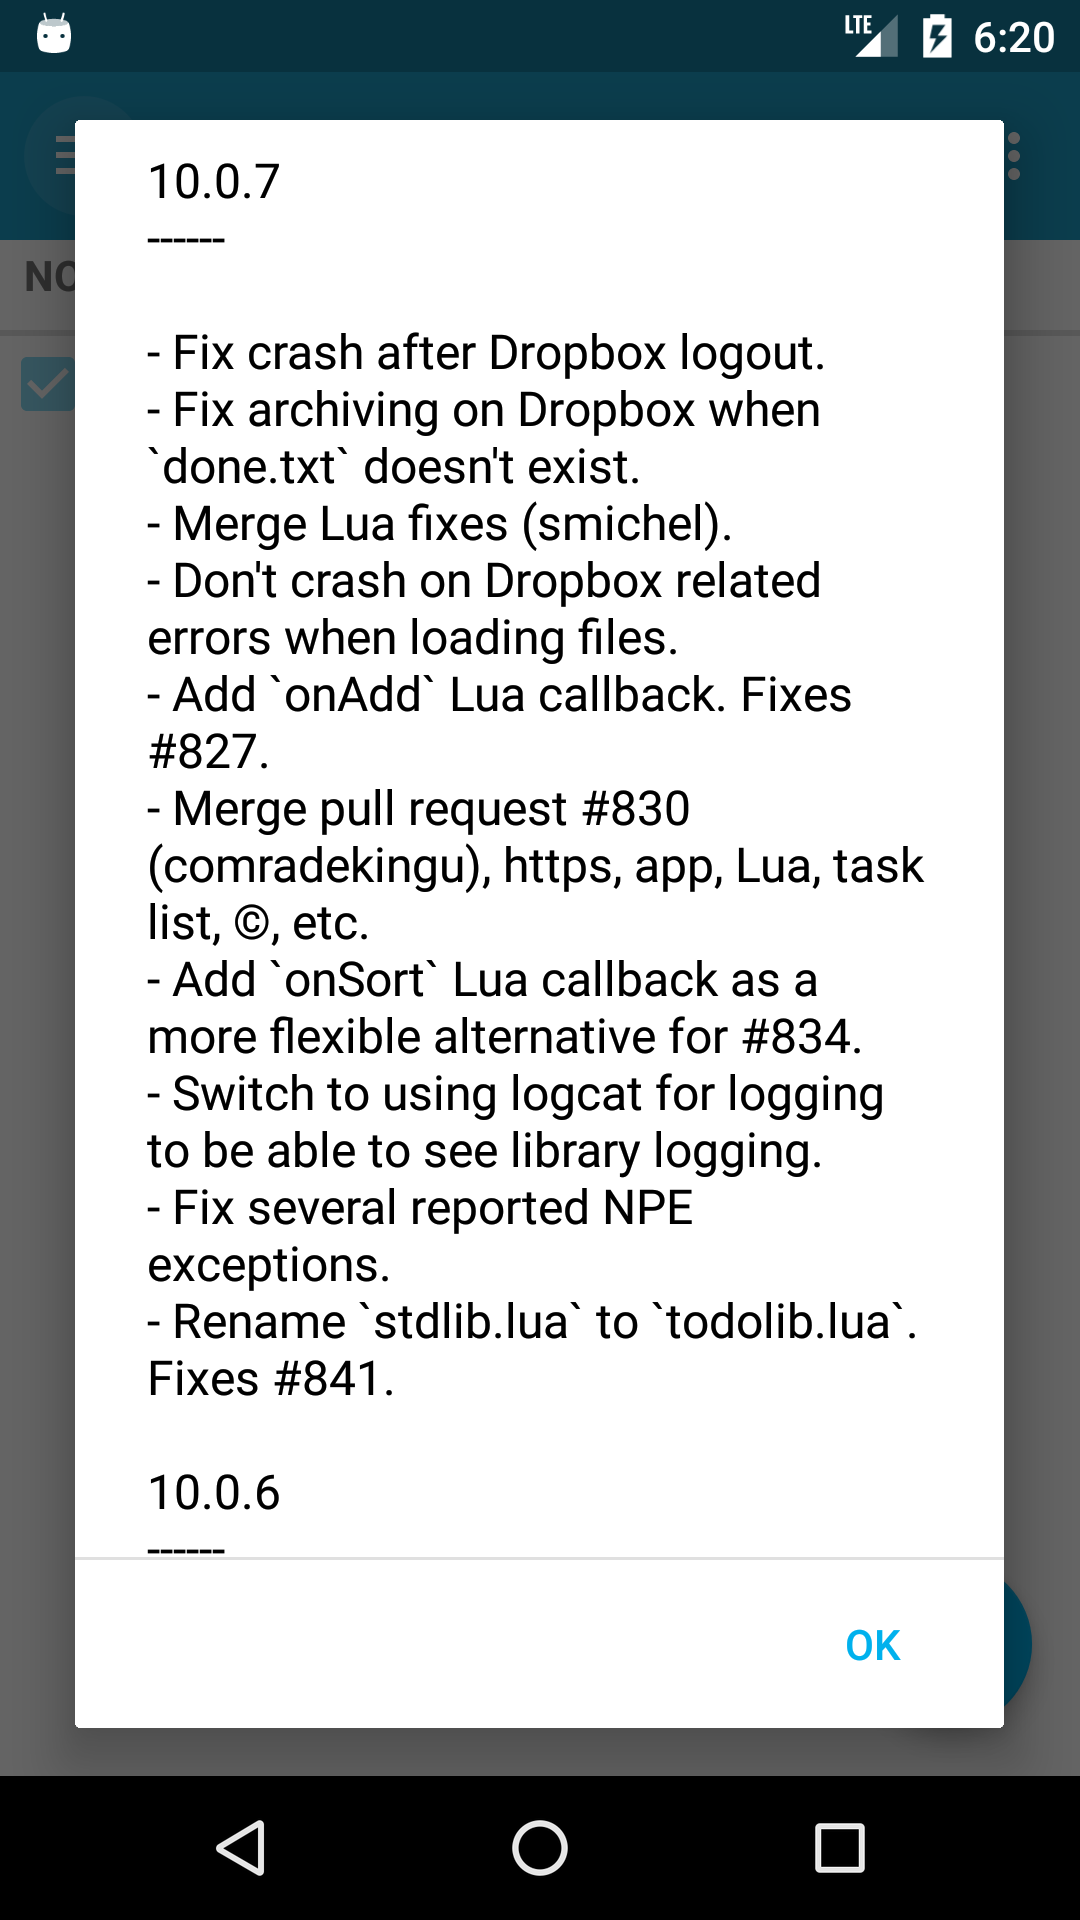 LTE 6:20
10.0.7
------
NO
- Fix crash after Dropbox logout.
- Fix archiving on Dropbox when
`done.txt` doesn't exist.
- Merge Lua fixes (smichel).
- Don't crash on Dropbox related
errors when loading files.
- Add `onAdd` Lua callback. Fixes
#827.
- Merge pull request #830
(comradekingu), https, app, Lua, task
list, ©, etc.
- Add `onSort` Lua callback as a
more flexible alternative for #834.
- Switch to using logcat for logging
to be able to see library logging.
- Fix several reported NPE
exceptions.
- Rename `stdlib.lua` to `todolib.lua`.
Fixes #841.
10.0.6
------
OK